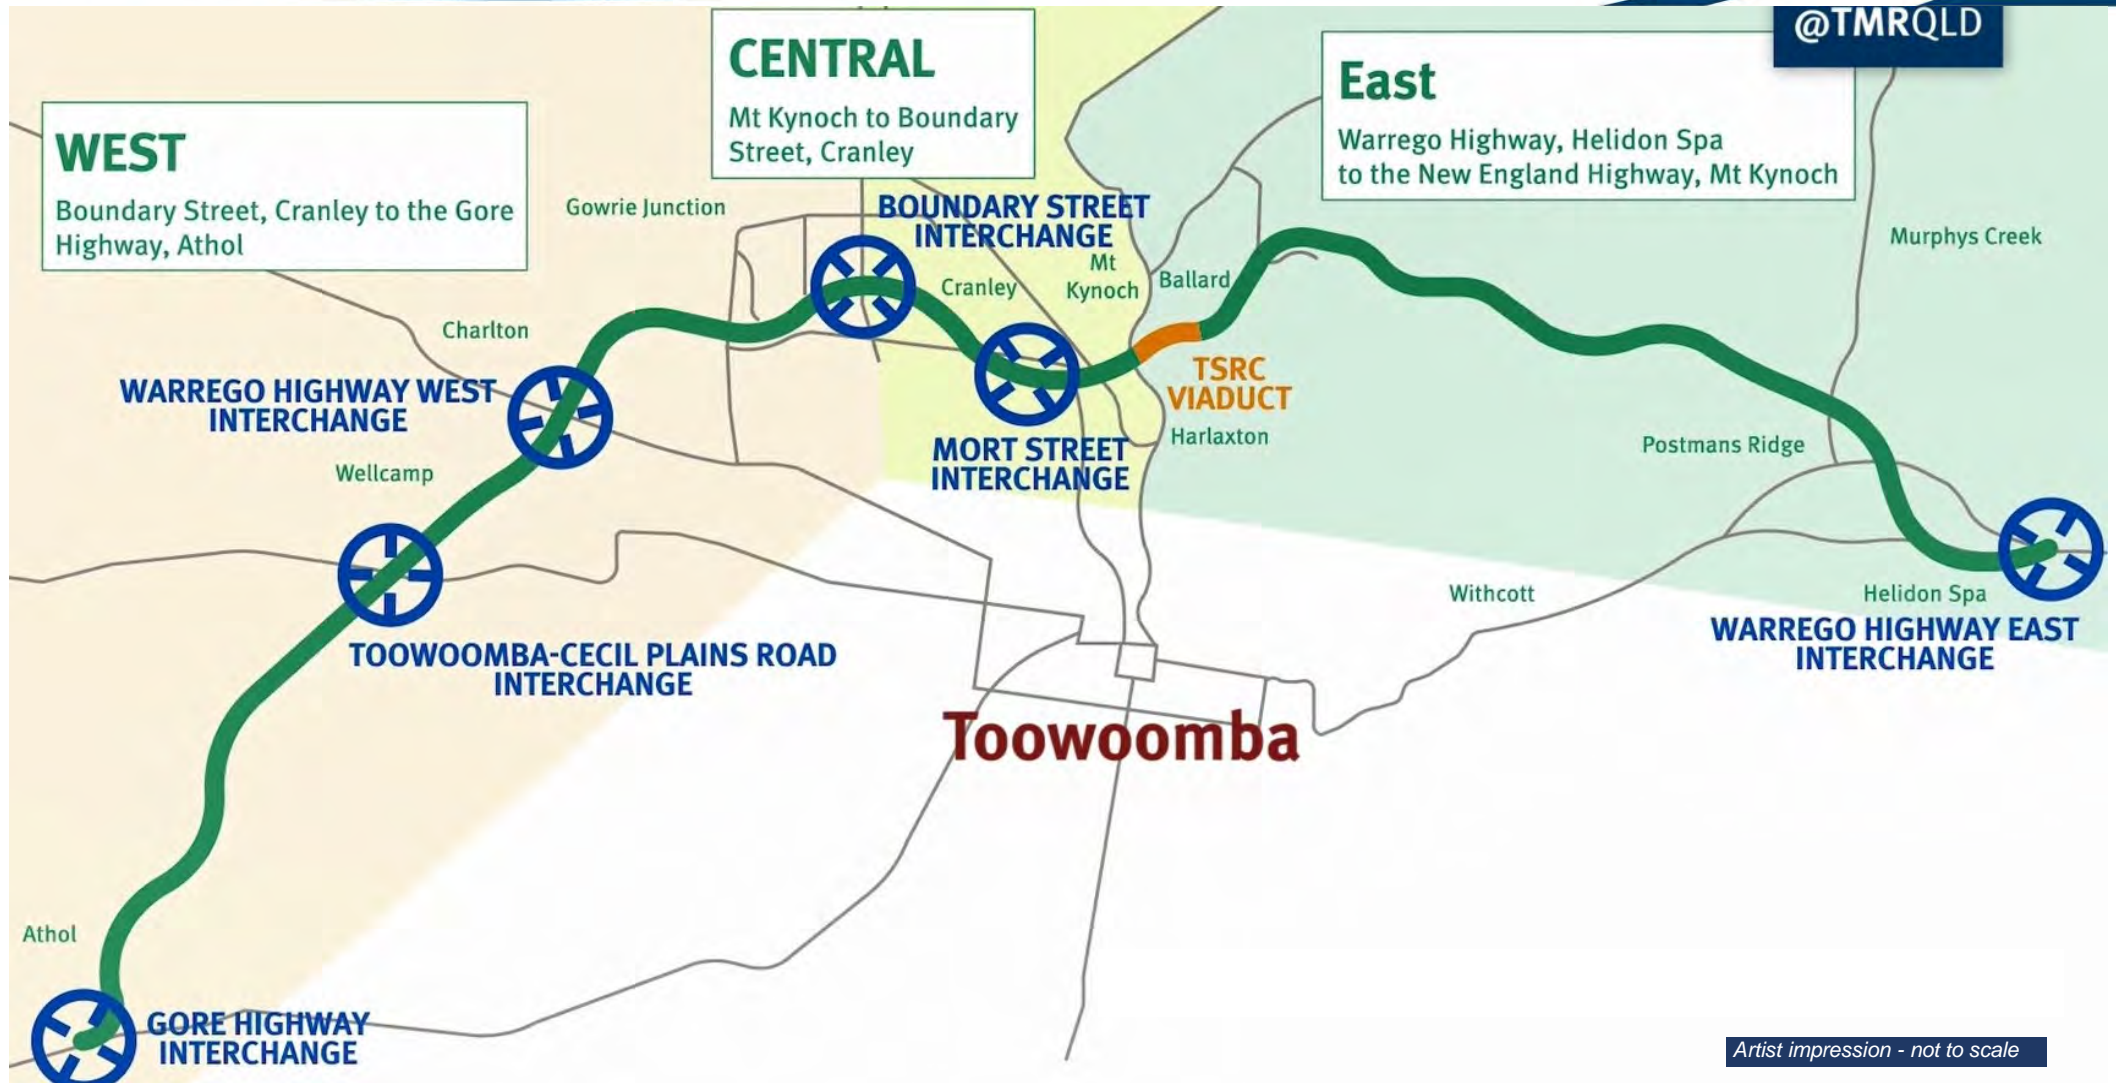 @TMRQLD
CENTRAL
Mt Kynoch to Boundary
Street, Cranley
East
Warrego Highway, Helidon Spa
to the New England Highway, Mt Kynoch
WEST
Boundary Street, Cranley to the Gore
Highway, Athol
Gowrie Junction
BOUNDARY STREET
INTERCHANGE
Murphys Creek
Mt
Kynoch
Ballard
Cranley
Charlton
TSRC
VIADUCT
WARREGO HIGHWAY WEST
INTERCHANGE
Harlaxton
MORT STREET
INTERCHANGE
Postmans Ridge
Wellcamp
Withcott
Helidon Spa
WARREGO HIGHWAY EAST
INTERCHANGE
TOOWOOMBA-CECIL PLAINS ROAD
INTERCHANGE
Toowoomba
Athol
GORE HIGHWAY
INTERCHANGE
Artist impression - not to scale